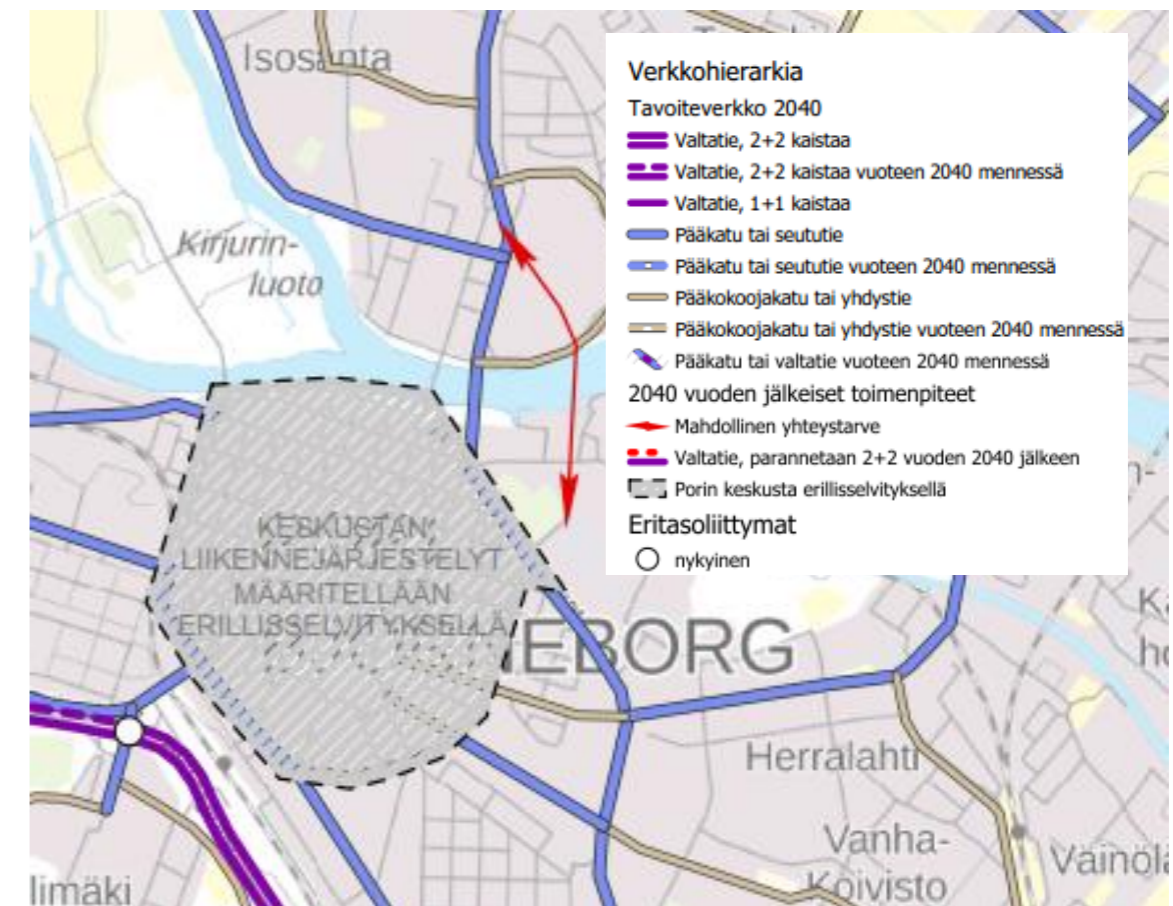 Isosanta
Kirjurin-
luoto
Verkkohierarkia
Tavoiteverkko 2040
Valtatie, 2+2 kaistaa
Valtatie, 2+2 kaistaa vuoteen 2040 mennessä
Valtatie, 1+1 kaistaa
Pääkatu tai seututie
Pääkatu tai seututie vuoteen 2040 mennessä
Pääkokoojakatu tai yhdystie
Pääkokoojakatu tai yhdystie vuoteen 2040 mennessä
Pääkatu tai valtatie vuoteen 2040 mennessä
2040 vuoden jälkeiset toimenpiteet
Mahdollinen yhteystarve
Valtatie, parannetaan 2+2 vuoden 2040 jälkeen
Porin keskusta erillisselvityksellä
Eritasoliittymat
nykyinen
KESKUSTAN
LIIKENNEJÄRJESTELYT
MÄÄRITELLÄÄN
ERILLISSELVITYKSELLÄ
NEBORG
Herralahti
Vanha-
Koivisto
Väinölä
limäki